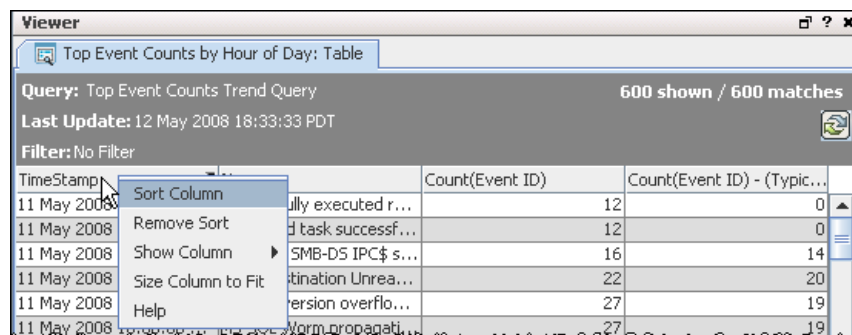 Viewer
Top Event Counts by Hour of Day: Table
Query: Top Event Counts Trend Query 600 shown / 600 matches
Last Update: 12 May 2008 18:33:33 PDT
Filter: No Filter
TimeStamp Count(Event ID) Count(Event ID) - (Typic...
Sort Column
Remove Sort
Show Column
Size Column to Fit
Help
11 May 2008 ully executed r... 12 0
11 May 2008 d task successf... 12 0
11 May 2008 SMB-DS IPC$ s... 16 14
11 May 2008 stination Unrea... 22 20
11 May 2008 version overflo... 27 19
11 May 2008 Worm propagati... 27 19